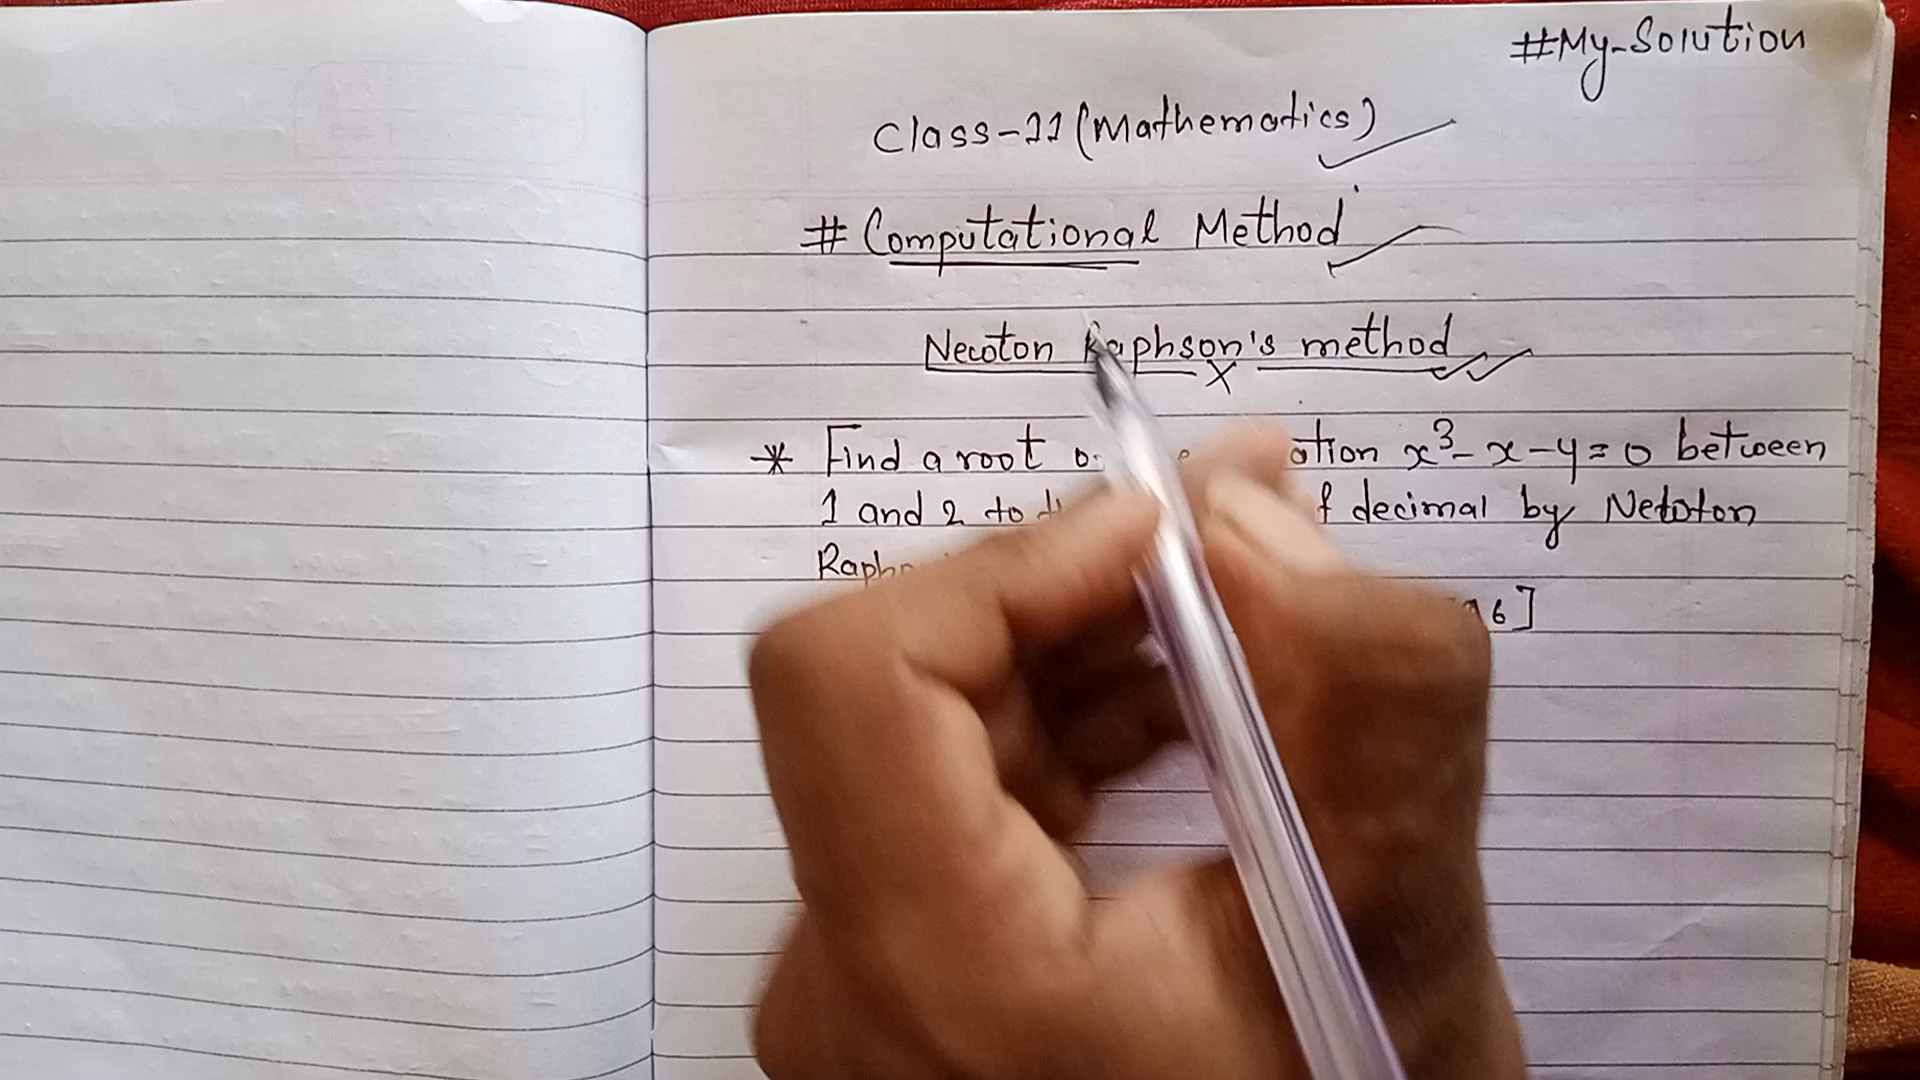 #My-Solution
Class-11 (Mathematics)
# Computational Method
Newton Raphson's method
* Find a root x³-x-4=0 between
1 and 2 to decimal by Newton
6]